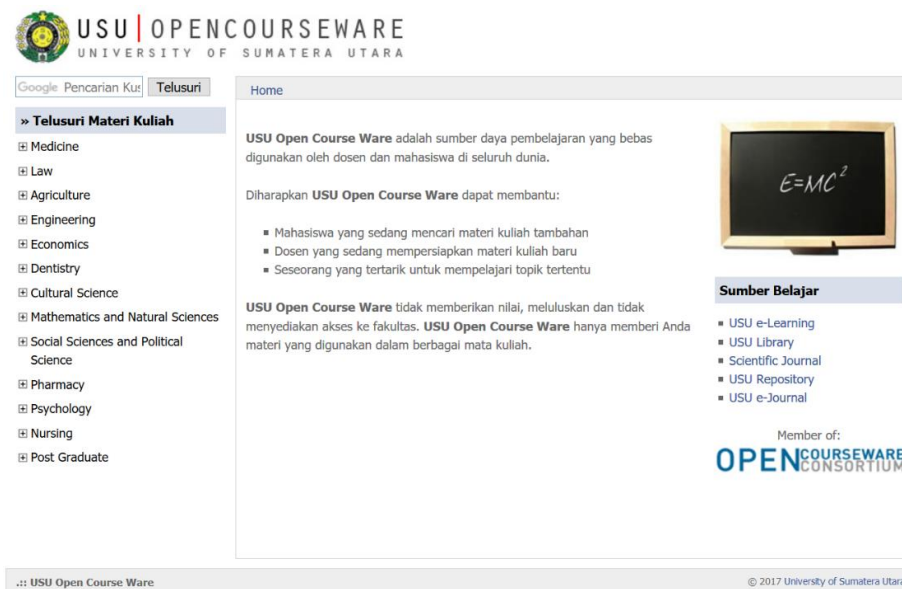 USU | OPENCOURSEWARE
UNIVERSITY OF SUMATERA UTARA
Google Pencarian Kus
Telusuri
Home
» Telusuri Materi Kuliah
Medicine
Law
Agriculture
Engineering
Economics
Dentistry
Cultural Science
Mathematics and Natural Sciences
Social Sciences and Political
Science
Pharmacy
Psychology
Nursing
Post Graduate
USU Open Course Ware adalah sumber daya pembelajaran yang bebas
digunakan oleh dosen dan mahasiswa di seluruh dunia.
Diharapkan USU Open Course Ware dapat membantu:
Mahasiswa yang sedang mencari materi kuliah tambahan
Dosen yang sedang mempersiapkan materi kuliah baru
Seseorang yang tertarik untuk mempelajari topik tertentu
USU Open Course Ware tidak memberikan nilai, meluluskan dan tidak
menyediakan akses ke fakultas. USU Open Course Ware hanya memberi Anda
materi yang digunakan dalam berbagai mata kuliah.
E=MC²
Sumber Belajar
USU e-Learning
USU Library
Scientific Journal
USU Repository
USU e-Journal
Member of:
OPENCOURSEWARE
CONSORTIUM
.:: USU Open Course Ware
© 2017 University of Sumatera Utara